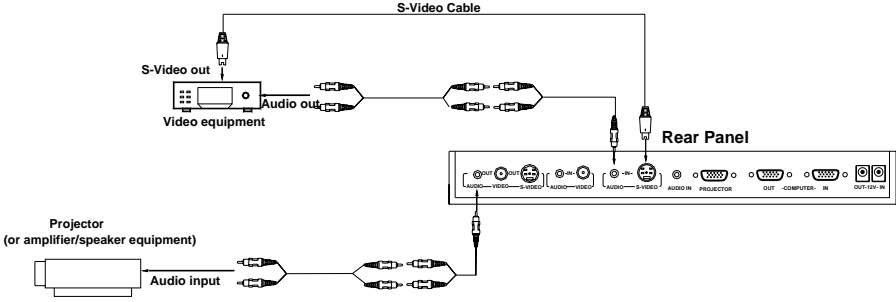 S-Video Cable
S-Video out
Audio out
Video equipment
Rear Panel
OUT OUT -IN- -IN-
AUDIO VIDEO S-VIDEO AUDIO VIDEO AUDIO S-VIDEO AUDIO IN PROJECTOR OUT -COMPUTER- IN OUT-12V- IN
Projector
(or amplifier/speaker equipment)
Audio input